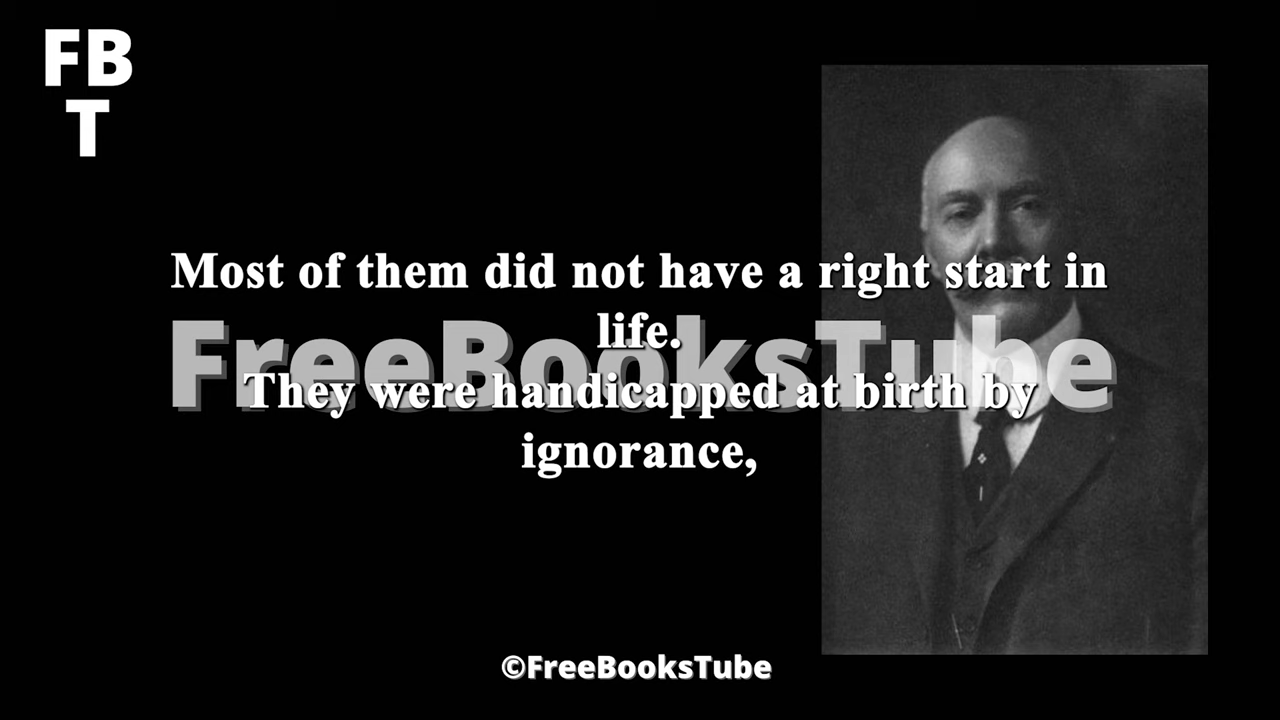 FB
T
Most of them did not have a right start in
life.
FreeBooksTube
They were handicapped at birth by
ignorance,
©FreeBooksTube